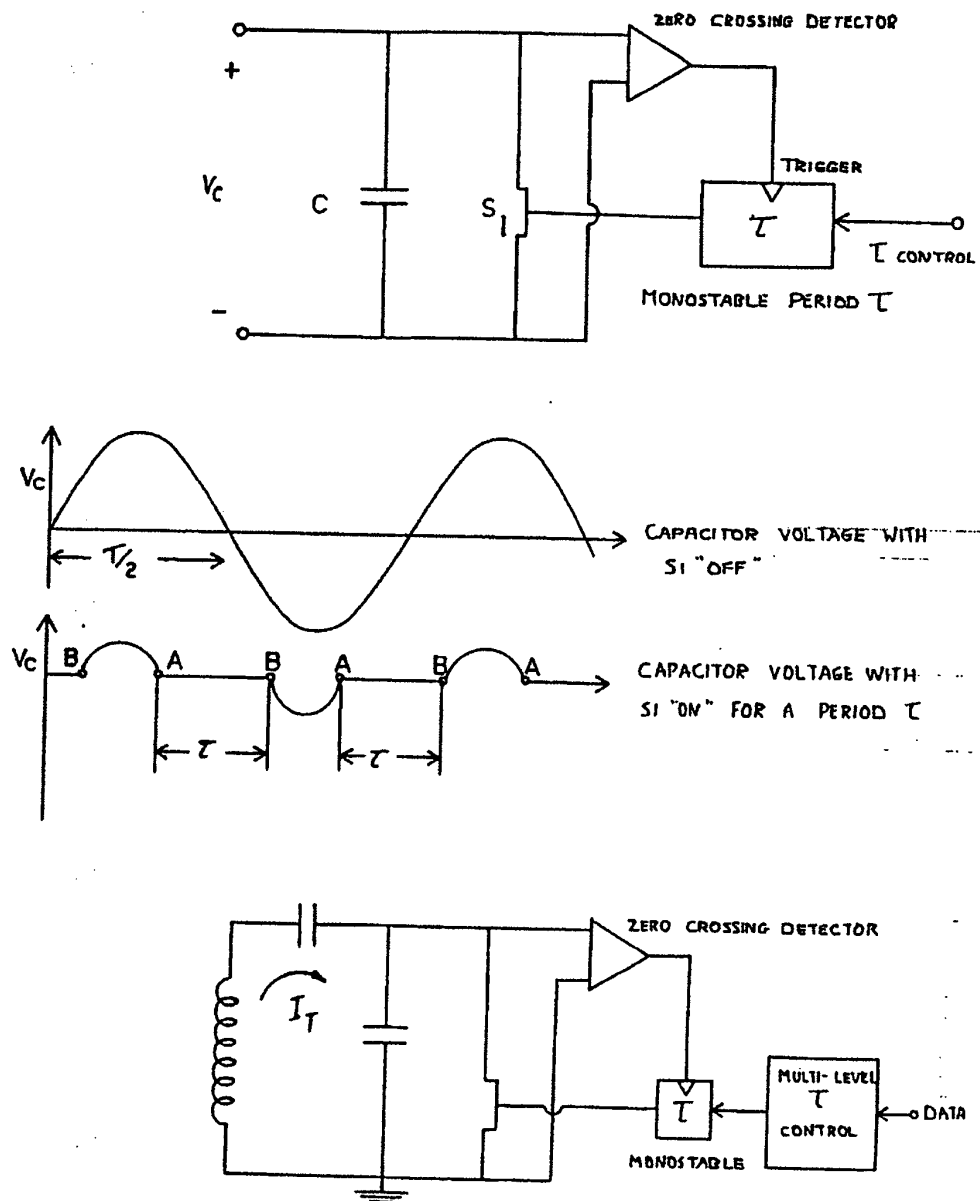 ZERO CROSSING DETECTOR
+
TRIGGER
Vc
C
S1
τ
τ CONTROL
-
MONOSTABLE PERIOD τ
Vc
T/2
CAPACITOR VOLTAGE WITH
S1 "OFF"
Vc
B
A
B
A
B
A
CAPACITOR VOLTAGE WITH
S1 "ON" FOR A PERIOD τ
τ
τ
ZERO CROSSING DETECTOR
IT
MULTI-LEVEL
τ
CONTROL
τ
DATA
MONOSTABLE